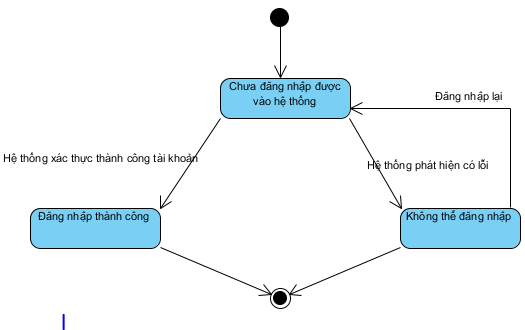 Chưa đăng nhập được
vào hệ thống
Đăng nhập lại
Hệ thống xác thực thành công tài khoản
Hệ thống phát hiện có lỗi
Đăng nhập thành công
Không thể đăng nhập